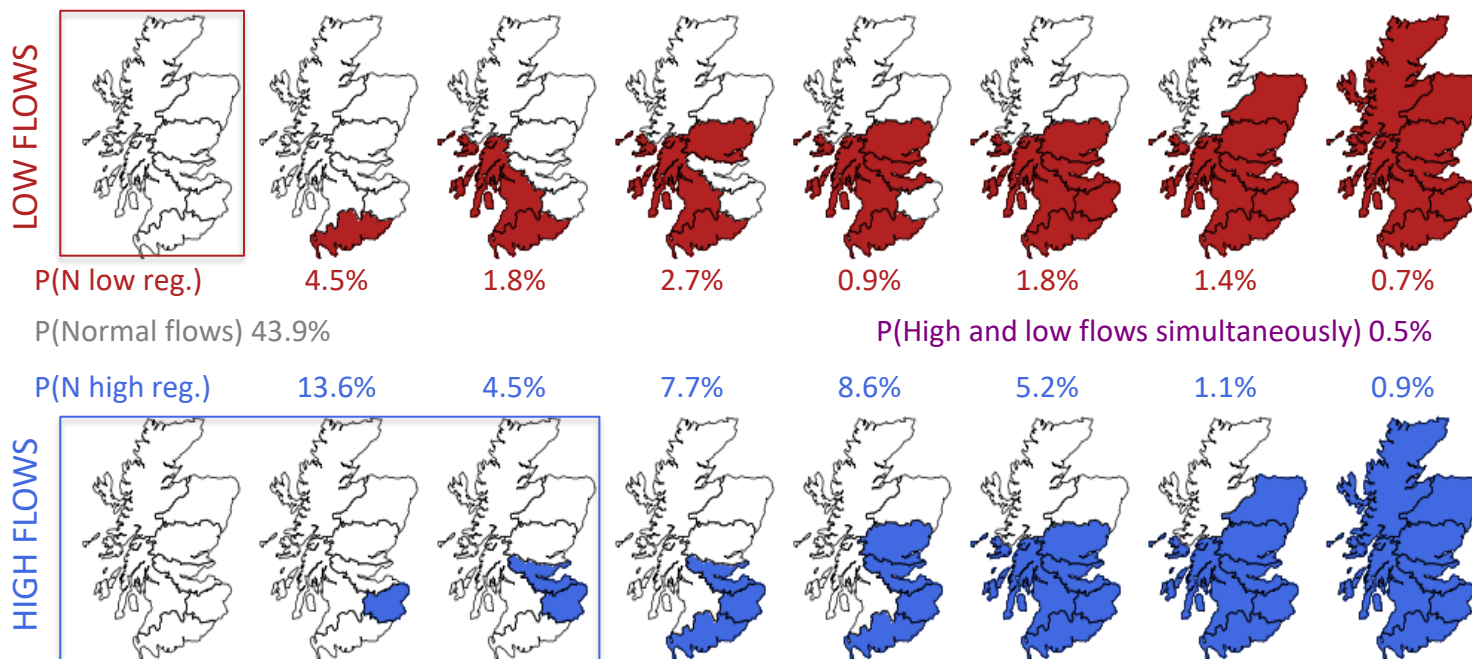 LOW FLOWS
P(N low reg.) 4.5% 1.8% 2.7% 0.9% 1.8% 1.4% 0.7%
P(Normal flows) 43.9% P(High and low flows simultaneously) 0.5%
P(N high reg.) 13.6% 4.5% 7.7% 8.6% 5.2% 1.1% 0.9%
HIGH FLOWS